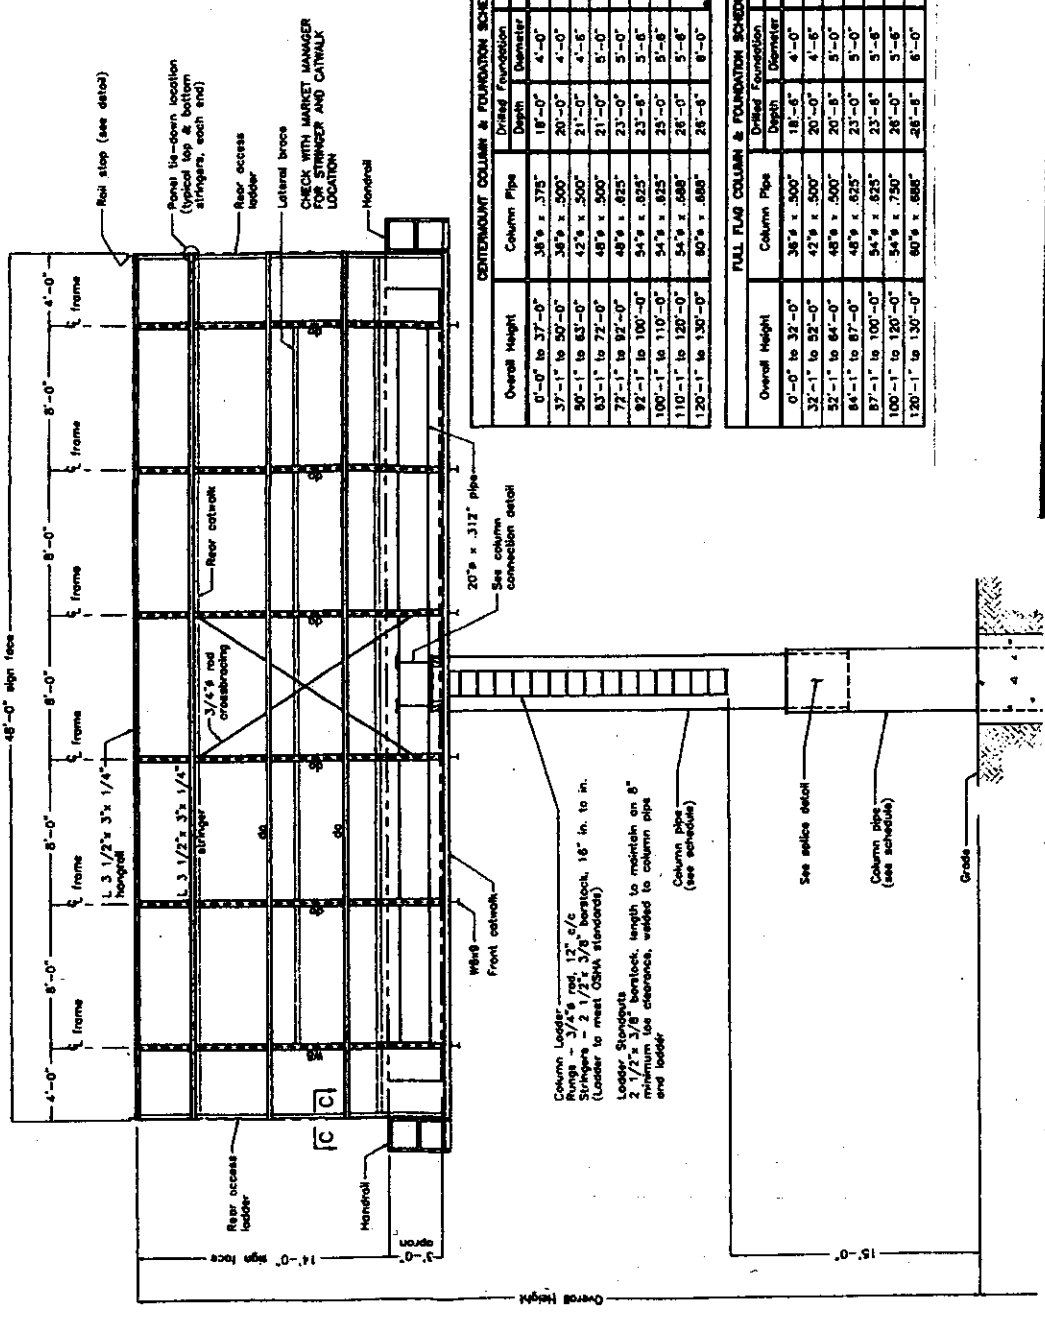 48'-0" sign face
4'-0"
8'-0"
8'-0"
8'-0"
8'-0"
8'-0"
4'-0"
℄ frame
℄ frame
℄ frame
℄ frame
℄ frame
℄ frame
Rail stop (see detail)
Panel tie-down location
(typical top & bottom
stringers, each end)
Rear access
ladder
Lateral brace
CHECK WITH MARKET MANAGER
FOR STRINGER AND CATWALK
LOCATION
Handrail
L 3 1/2"x 3"x 1/4"
hangrail
L 3 1/2"x 3"x 1/4"
stringer
3/4"ø rod
crossbracing
Rear catwalk
do
do
C
C
Rear access
ladder
Handrail
14'-0" sign face
3'-0"
apron
Overall Height
15'-0"
W6x9
Front catwalk
20"ø x .312" pipe
See column
connection detail
Column Ladder
Rungs - 3/4"ø rod, 12" c/c
Stringers - 2 1/2"x 3/8" barstock, 16" in. to in.
(Ladder to meet OSHA standards)
Ladder Standouts
2 1/2"x 3/8" barstock, length to maintain an 8"
minimum toe clearance, welded to column pipe
and ladder
Column pipe
(see schedule)
See splice detail
Column pipe
(see schedule)
Grade
CENTERMOUNT COLUMN & FOUNDATION SCHE
Overall Height Column Pipe Drilled Foundation
Depth Diameter
0'-0" to 37'-0" 36"ø x .375" 18'-0" 4'-0"
37'-1" to 50'-0" 36"ø x .500" 20'-0" 4'-0"
50'-1" to 63'-0" 42"ø x .500" 21'-0" 4'-6"
63'-1" to 72'-0" 48"ø x .500" 21'-0" 5'-0"
72'-1" to 92'-0" 48"ø x .625" 23'-0" 5'-0"
92'-1" to 100'-0" 54"ø x .625" 23'-6" 5'-6"
100'-1" to 110'-0" 54"ø x .625" 25'-0" 5'-6"
110'-1" to 120'-0" 54"ø x .688" 26'-0" 5'-6"
120'-1" to 130'-0" 60"ø x .688" 26'-6" 6'-0"
FULL FLAG COLUMN & FOUNDATION SCHEDU
Overall Height Column Pipe Drilled Foundation
Depth Diameter
0'-0" to 32'-0" 36"ø x .500" 18'-6" 4'-0"
32'-1" to 52'-0" 42"ø x .500" 20'-0" 4'-6"
52'-1" to 64'-0" 48"ø x .500" 20'-6" 5'-0"
64'-1" to 87'-0" 48"ø x .625" 23'-0" 5'-0"
87'-1" to 100'-0" 54"ø x .625" 23'-6" 5'-6"
100'-1" to 120'-0" 54"ø x .750" 26'-0" 5'-6"
120'-1" to 130'-0" 60"ø x .688" 26'-6" 6'-0"